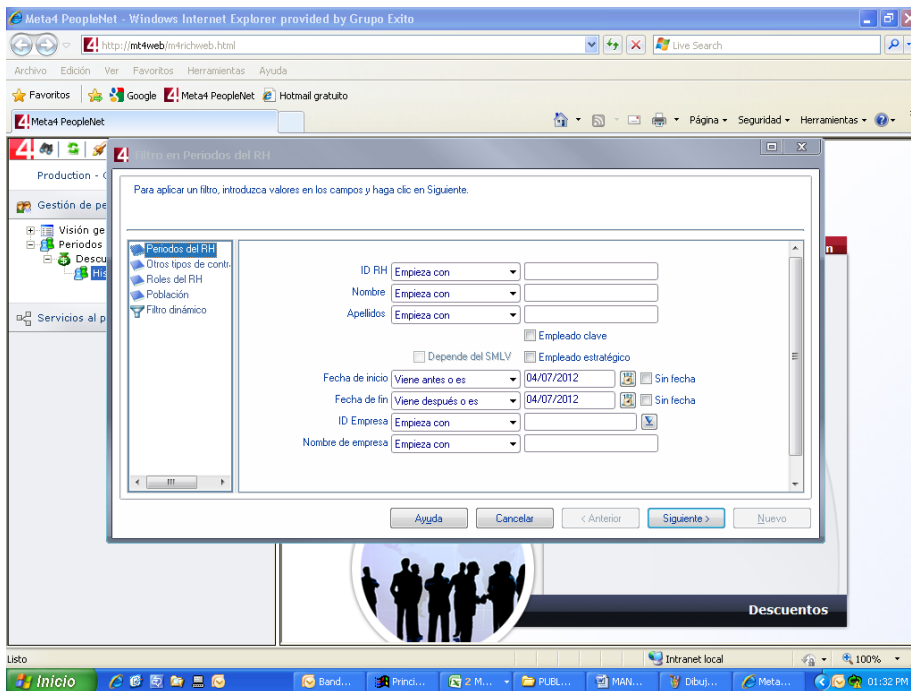 Meta4 PeopleNet - Windows Internet Explorer provided by Grupo Exito
http://mt4web/m4richweb.html
Live Search
Archivo Edición Ver Favoritos Herramientas Ayuda
Favoritos Google Meta4 PeopleNet Hotmail gratuito
Meta4 PeopleNet
Página Seguridad Herramientas
Filtro en Periodos del RH
Production -
Para aplicar un filtro, introduzca valores en los campos y haga clic en Siguiente.
Gestión de pe
Visión ge
Periodos
Descu
His
Servicios al p
Periodos del RH
Otros tipos de contr
Roles del RH
Población
Filtro dinámico
ID RH Empieza con
Nombre Empieza con
Apellidos Empieza con
Empleado clave
Depende del SMLV Empleado estratégico
Fecha de inicio Viene antes o es 04/07/2012 Sin fecha
Fecha de fin Viene después o es 04/07/2012 Sin fecha
ID Empresa Empieza con
Nombre de empresa Empieza con
n
Ayuda Cancelar < Anterior Siguiente > Nuevo
Descuentos
Listo Intranet local 100%
Inicio Band... Princi... 2 M... PUBL... MAN... Dibuj... Meta... 01:32 PM